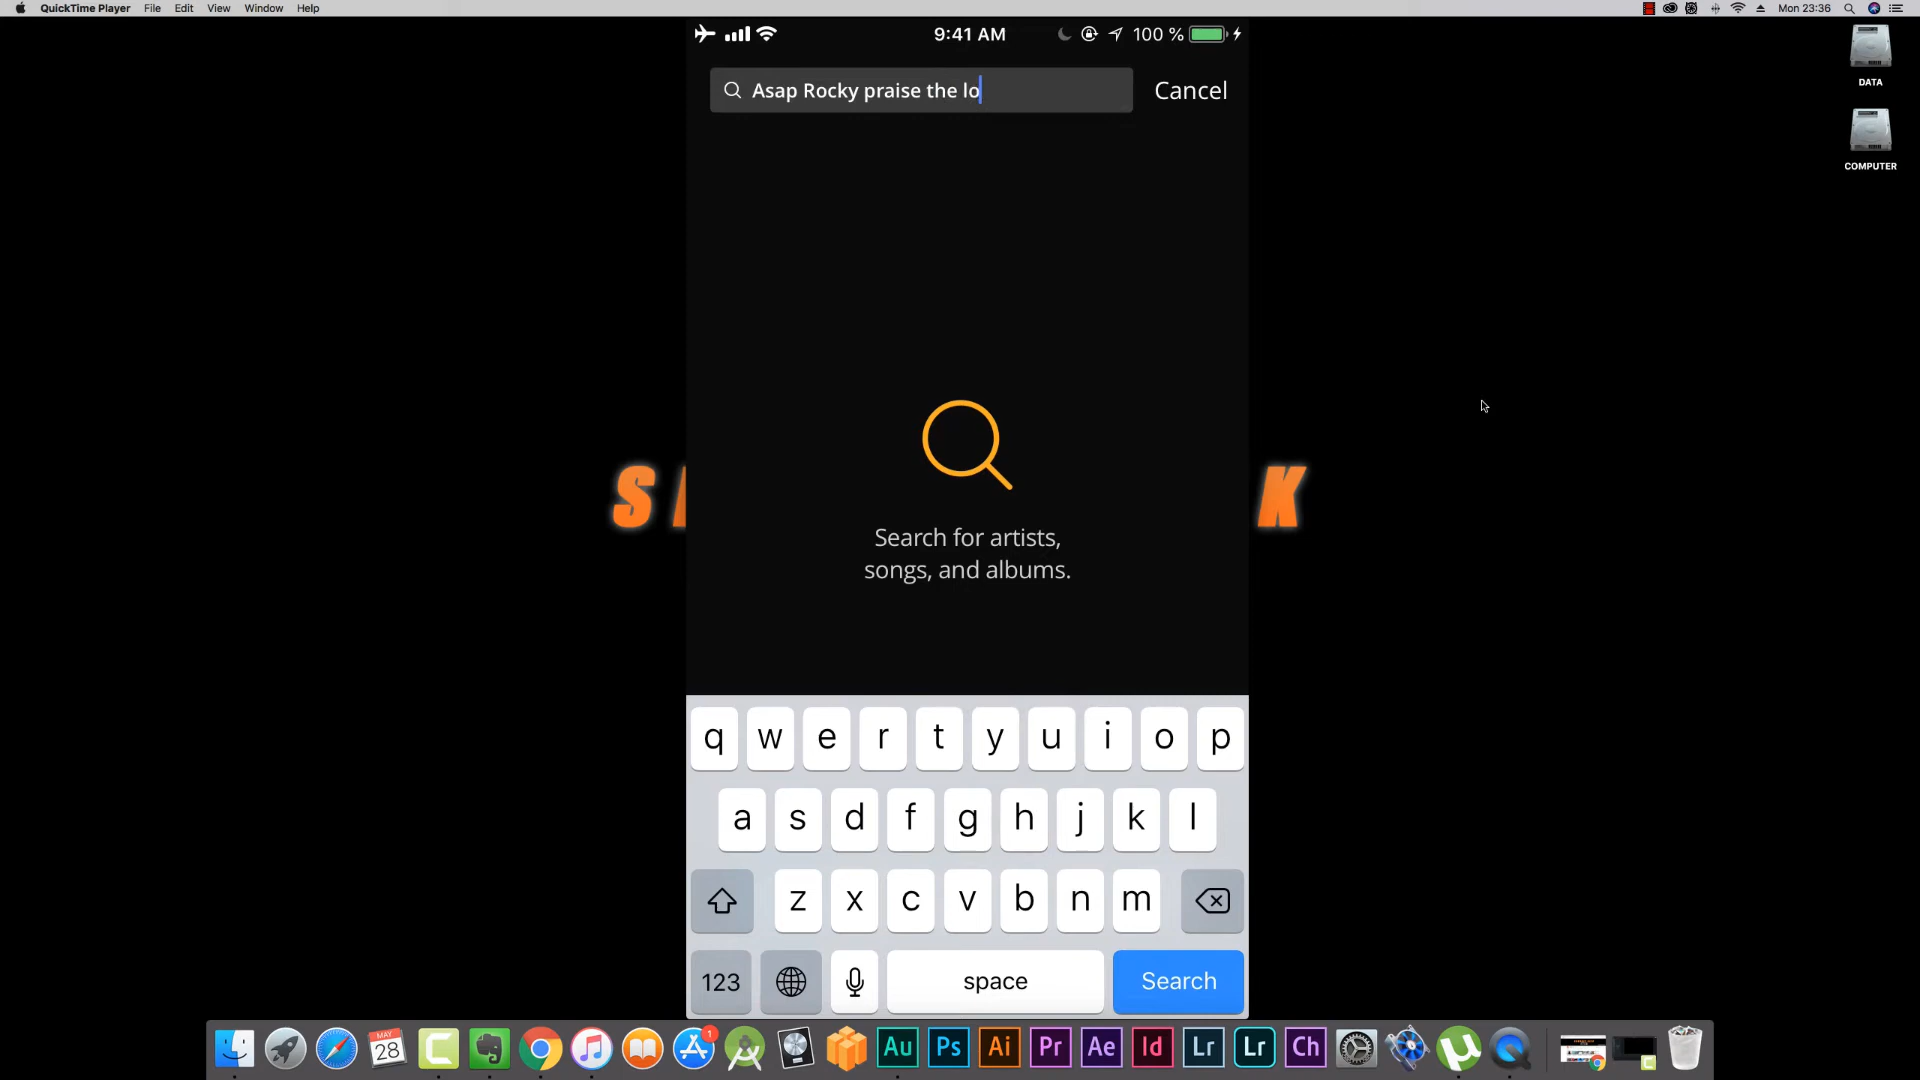 QuickTime Player File Edit View Window Help
Mon 23:36
DATA
COMPUTER
9:41 AM
100 %
Asap Rocky praise the lo
Cancel
S
K
Search for artists,
songs, and albums.
q w e r t y u i o p
a s d f g h j k l
z x c v b n m
123
space
Search
MAY
28
1
Au Ps Ai Pr Ae Id Lr Lr Ch